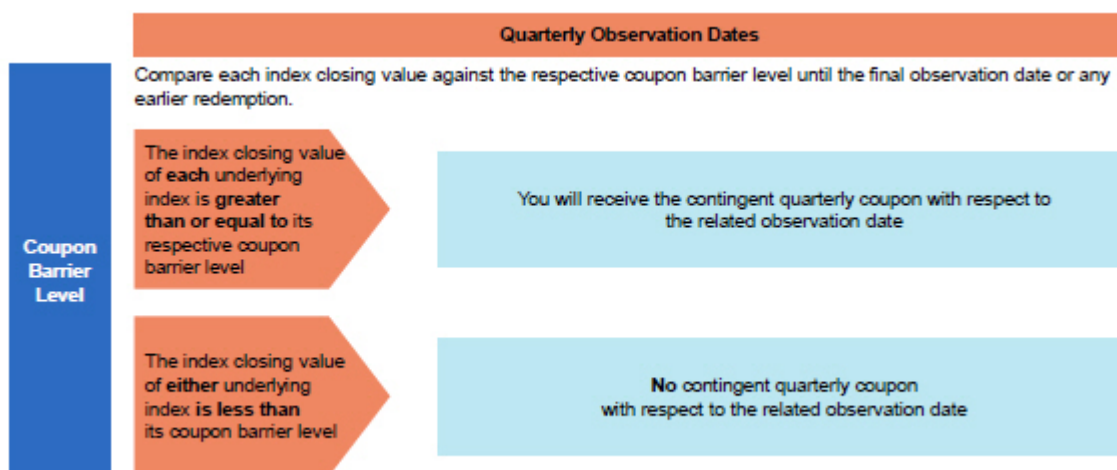 Quarterly Observation Dates
Compare each index closing value against the respective coupon barrier level until the final observation date or any
earlier redemption.
Coupon
Barrier
Level
The index closing value
of each underlying
index is greater
than or equal to its
respective coupon
barrier level
You will receive the contingent quarterly coupon with respect to
the related observation date
The index closing value
of either underlying
index is less than
its coupon barrier level
No contingent quarterly coupon
with respect to the related observation date